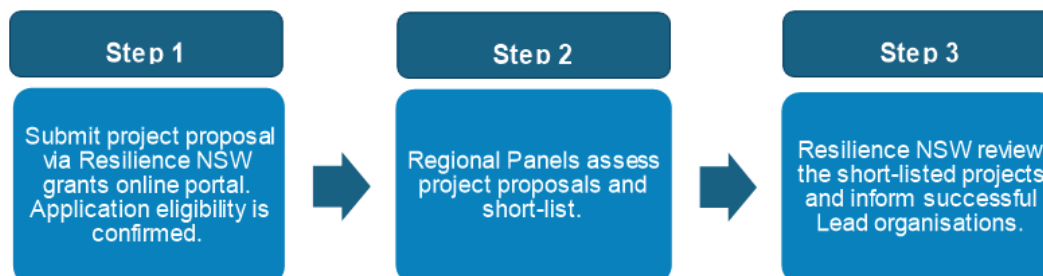 Step 1
Submit project proposal
via Resilience NSW
grants online portal.
Application eligibility is
confirmed.
Step 2
Regional Panels assess
project proposals and
short-list.
Step 3
Resilience NSW review
the short-listed projects
and inform successful
Lead organisations.